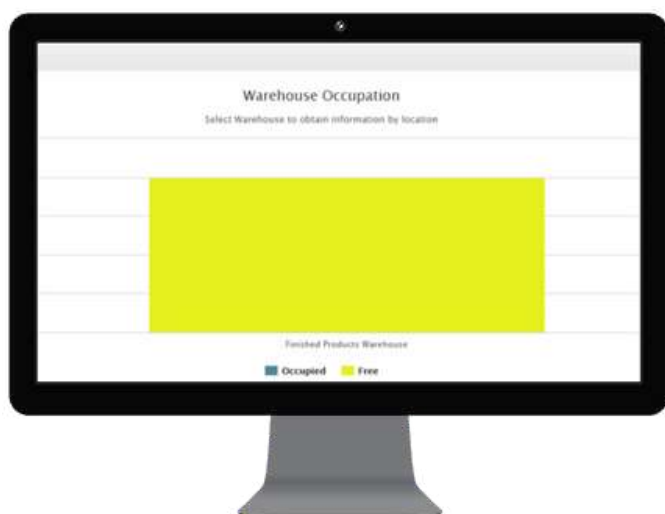 Warehouse Occupation
Select Warehouse to obtain information by location
Finished Products Warehouse
Occupied Free